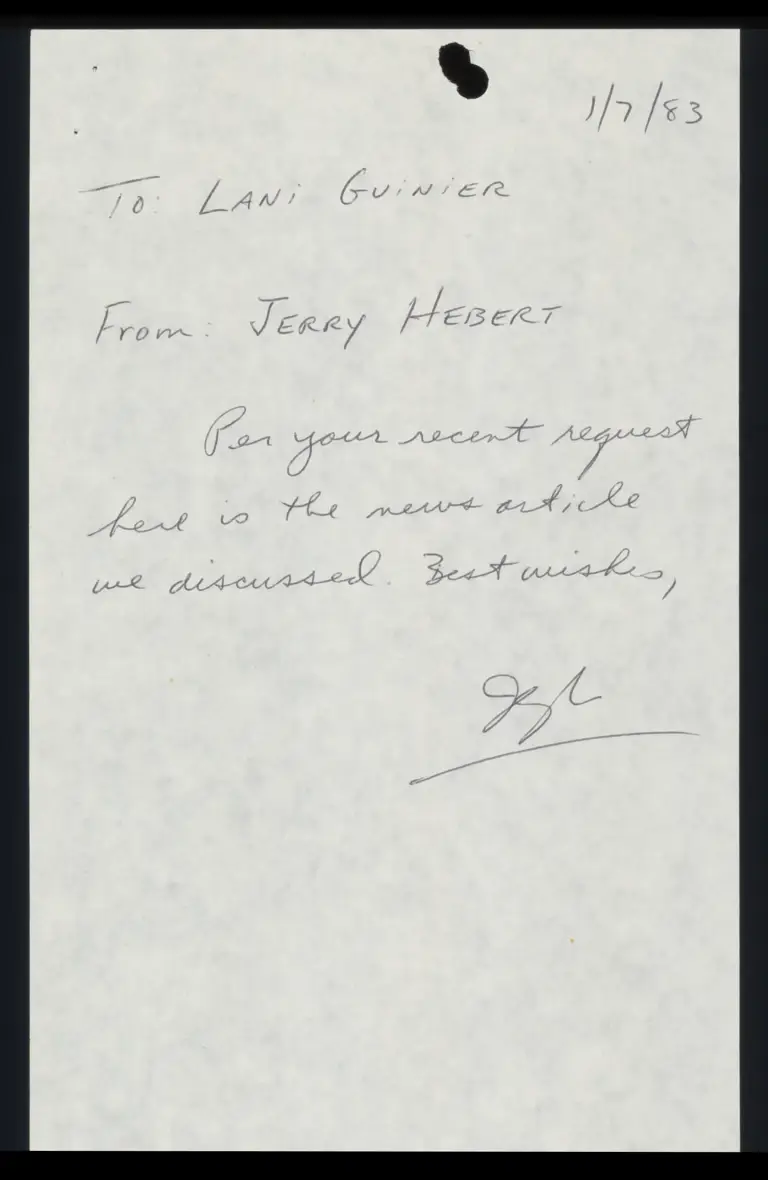 1/7/83
To: LANi GUiNiER
From: JERRY HEBERT
Per your recent request
here is the news article
we discussed. Best wishes,